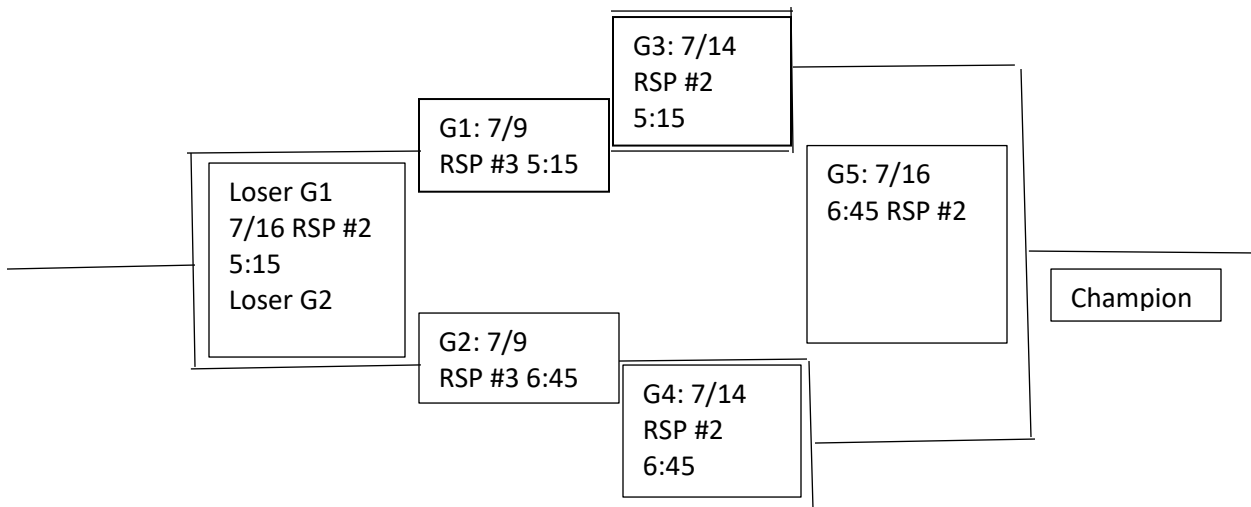 G3: 7/14
RSP #2
5:15
G1: 7/9
RSP #3 5:15
Loser G1
7/16 RSP #2
5:15
Loser G2
G5: 7/16
6:45 RSP #2
Champion
G2: 7/9
RSP #3 6:45
G4: 7/14
RSP #2
6:45